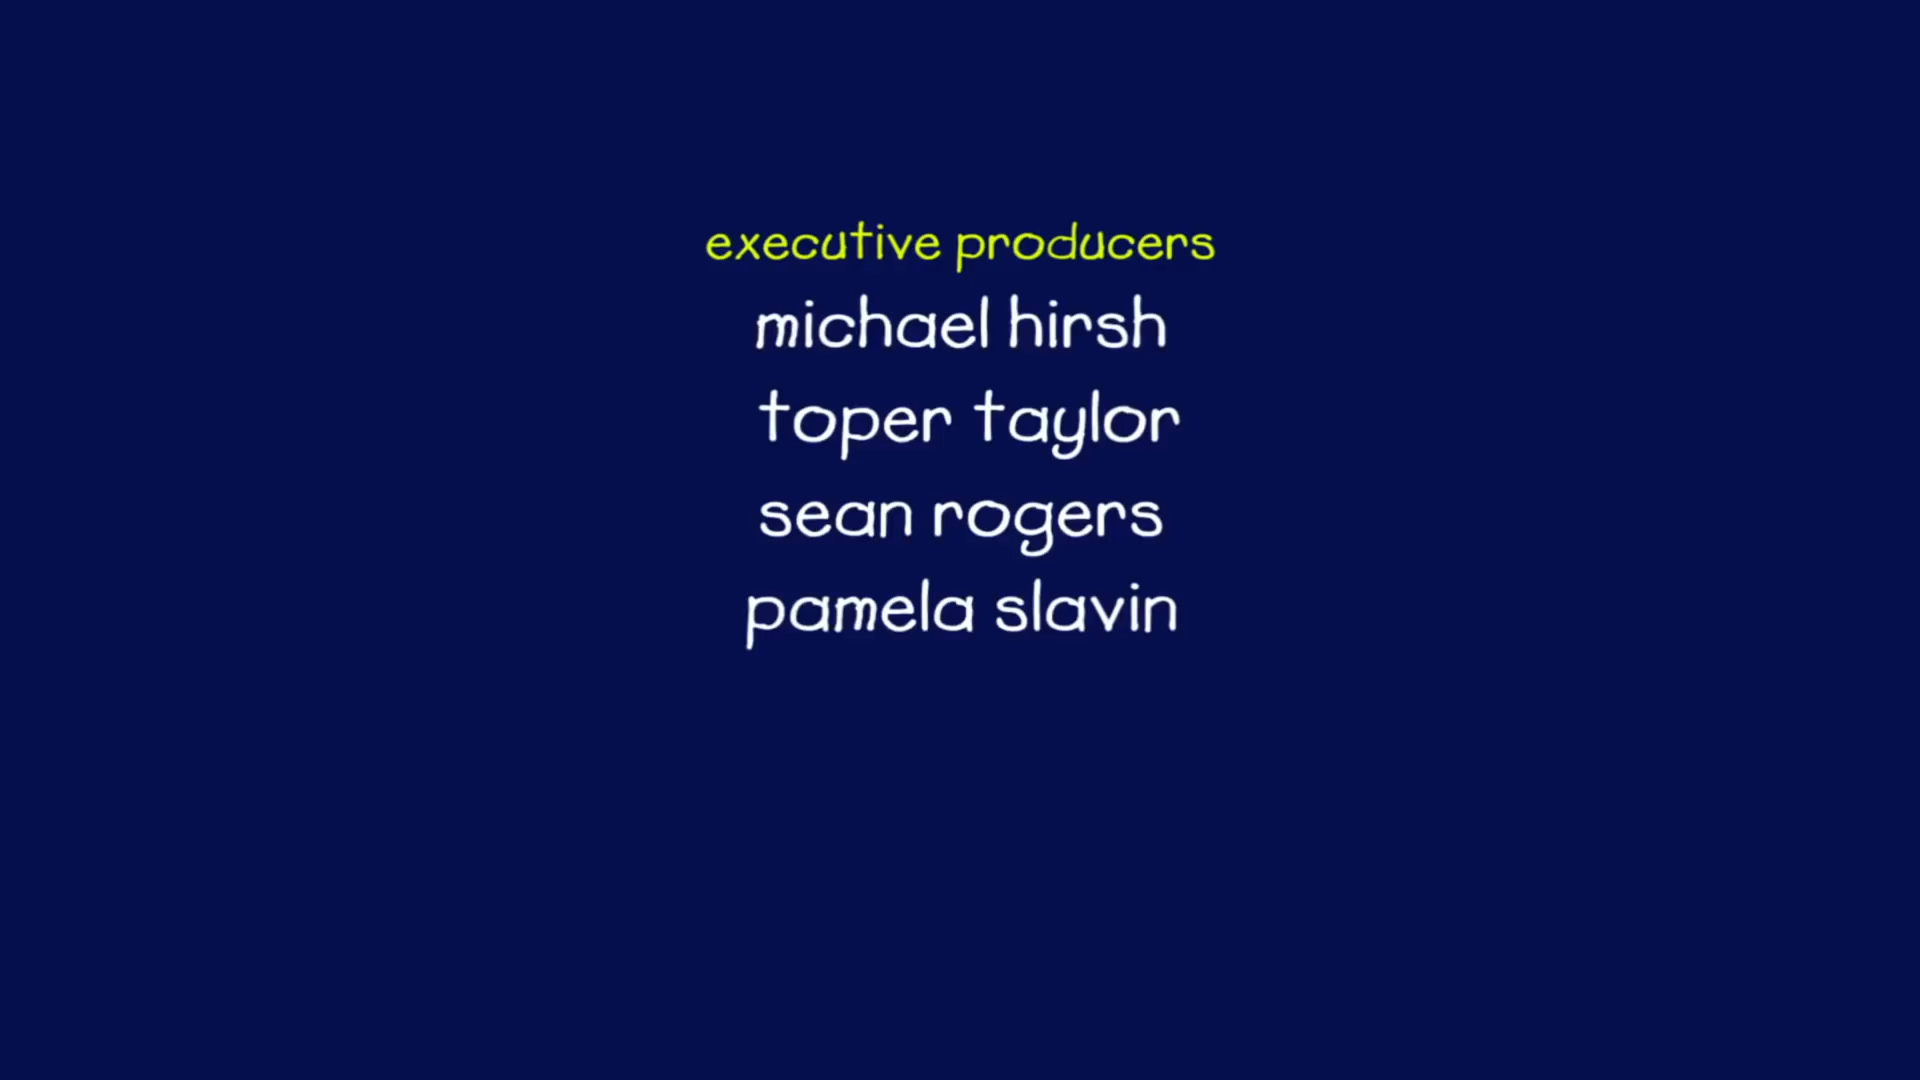 executive producers
michael hirsh
toper taylor
sean rogers
pamela slavin